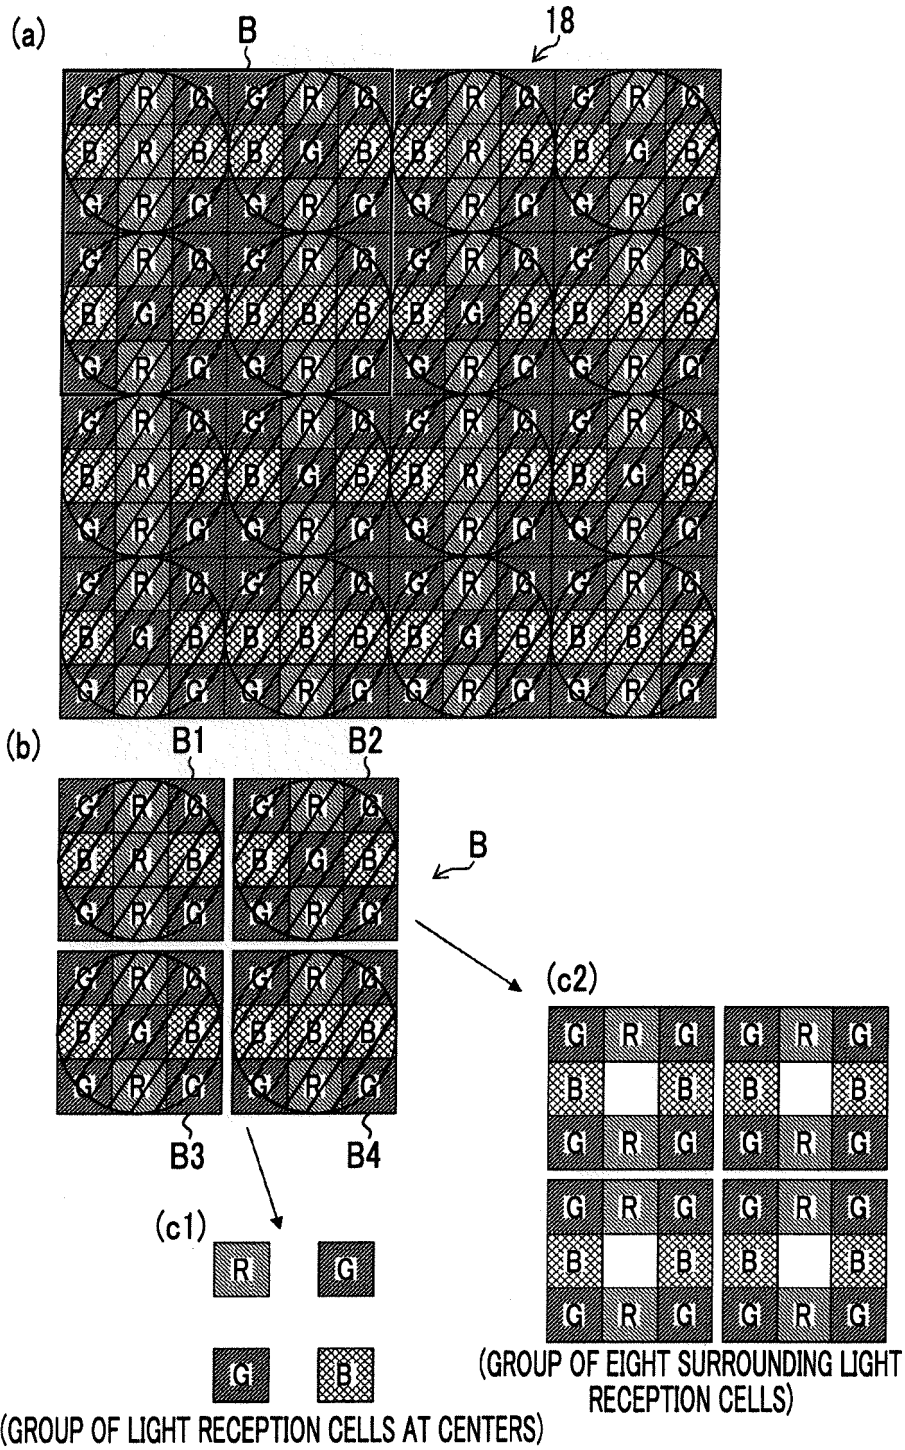 (a)
B
18
G R G G R G G R G G R G
B R B B G B B R B B G B
G R G G R G G R G G R G
G R G G R G G R G G R G
B G B B B B B G B B B B
G R G G R G G R G G R G
G R G G R G G R G G R G
B R B B G B B R B B G B
G R G G R G G R G G R G
G R G G R G G R G G R G
B G B B B B B G B B B B
G R G G R G G R G G R G
(b)
B1
B2
G R G G R G
B R B B G B
G R G G R G
B
G R G G R G
B G B B B B
G R G G R G
B3
B4
(c2)
G R G G R G
B B B B
G R G G R G
G R G G R G
B B B B
G R G G R G
(GROUP OF EIGHT SURROUNDING LIGHT
RECEPTION CELLS)
(c1)
R G
G B
(GROUP OF LIGHT RECEPTION CELLS AT CENTERS)